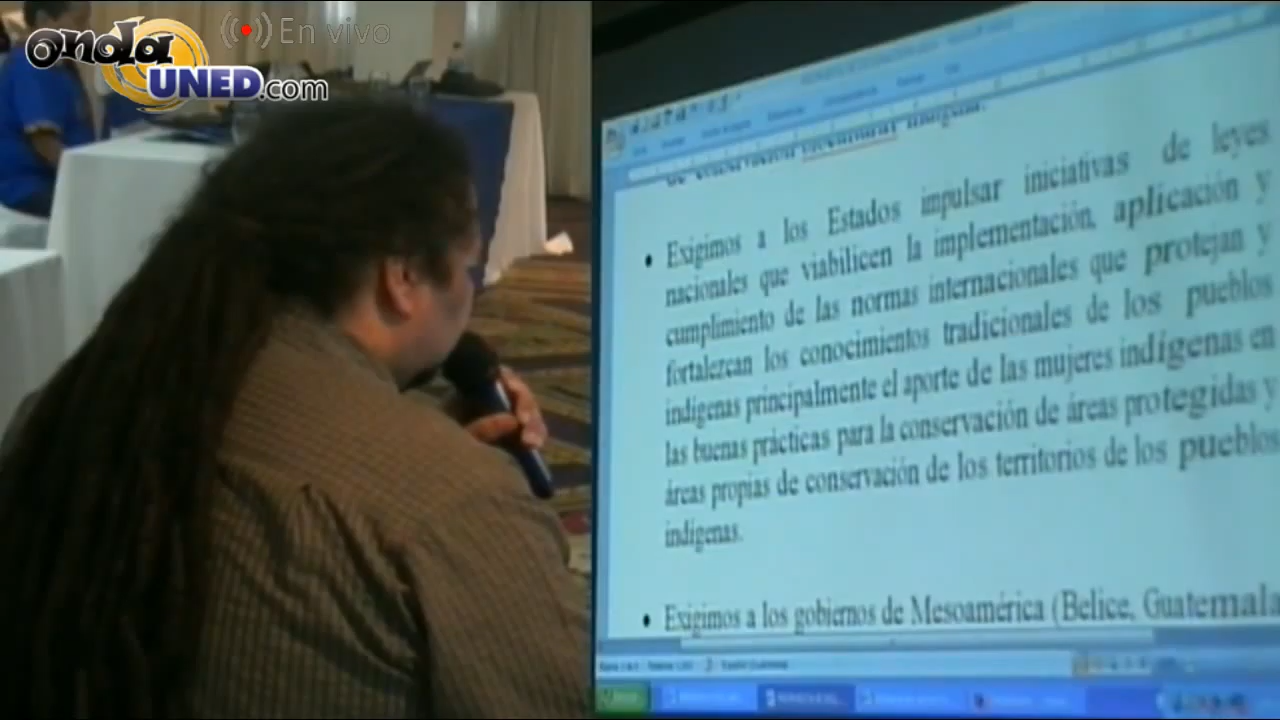 onda
UNED.com
En vivo
de conservación indígena.
• Exigimos a los Estados impulsar iniciativas de leyes
nacionales que viabilicen la implementación, aplicación y
cumplimiento de las normas internacionales que protejan y
fortalezcan los conocimientos tradicionales de los pueblos
indígenas principalmente el aporte de las mujeres indígenas en
las buenas prácticas para la conservación de áreas protegidas y
áreas propias de conservación de los territorios de los pueblos
indígenas.
• Exigimos a los gobiernos de Mesoamérica (Belice, Guatemala